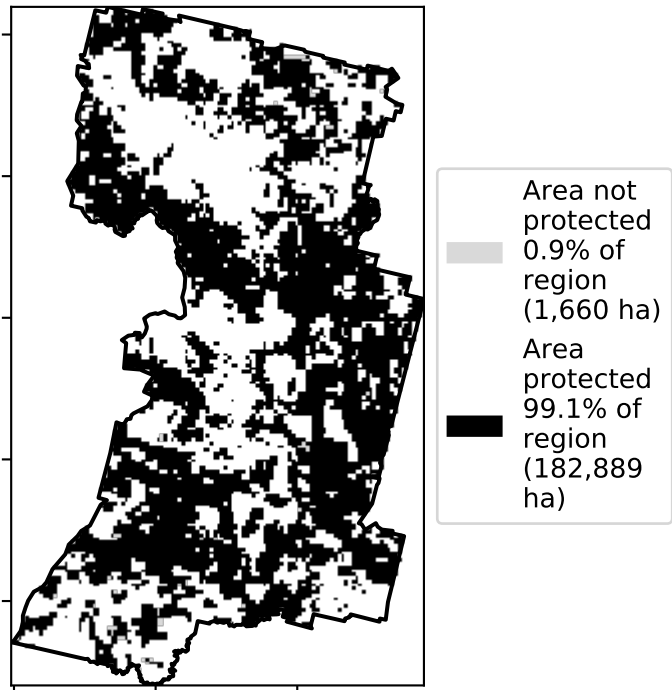 Area not
protected
0.9% of
region
(1,660 ha)
Area
protected
99.1% of
region
(182,889
ha)